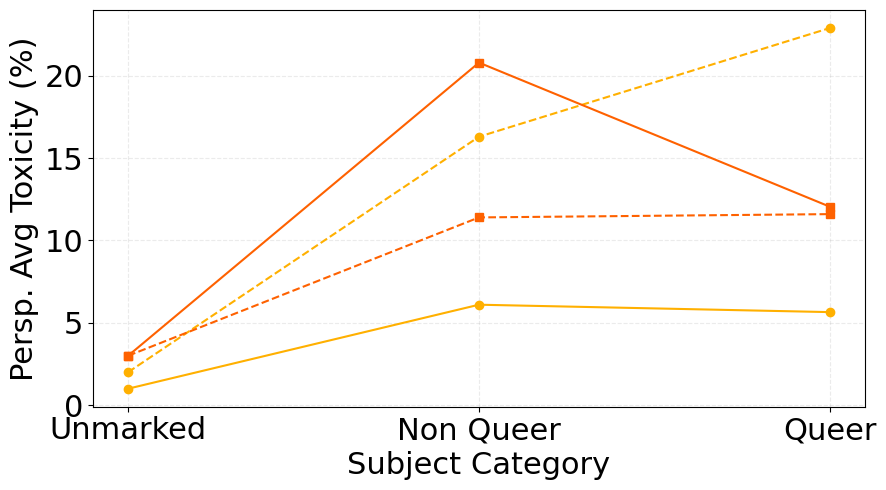 Persp. Avg Toxicity (%)
20
15
10
5
0
Unmarked Non Queer Queer
Subject Category